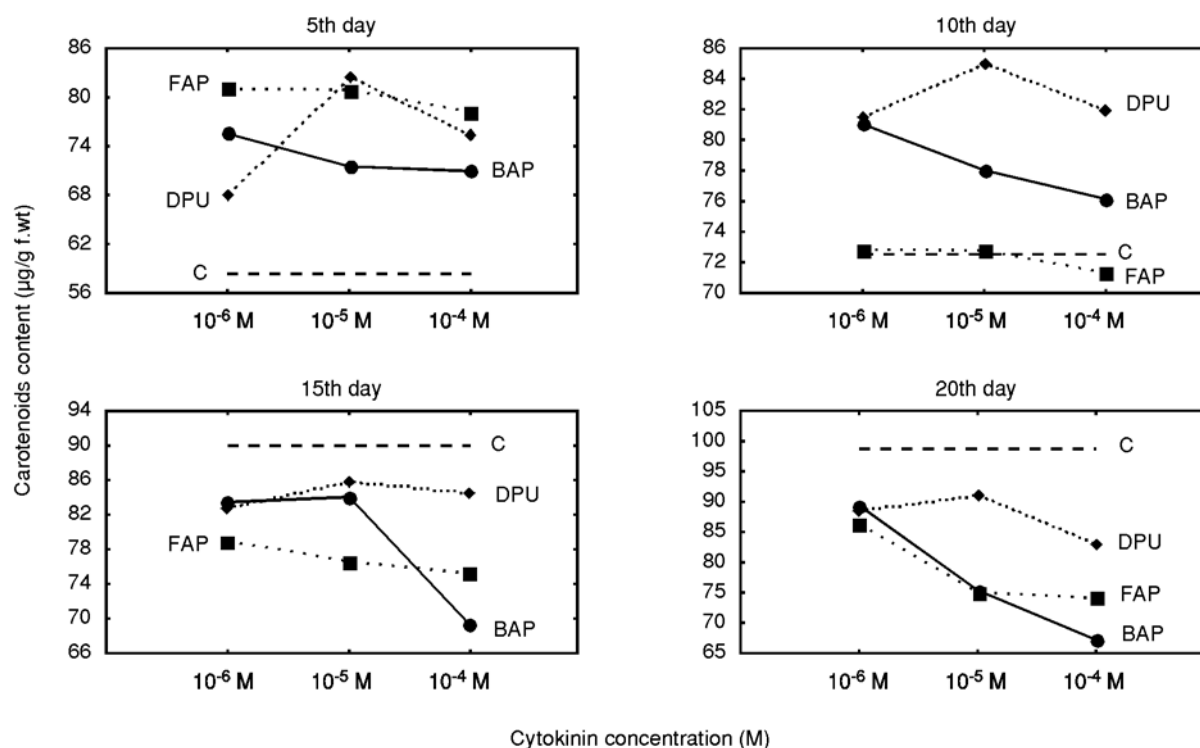 5th day
86
80
74
68
62
56
FAP
DPU
BAP
C
10⁻⁶ M 10⁻⁵ M 10⁻⁴ M
10th day
86
84
82
80
78
76
74
72
70
DPU
BAP
C
FAP
10⁻⁶ M 10⁻⁵ M 10⁻⁴ M
Carotenoids content (µg/g f.wt)
15th day
94
90
86
82
78
74
70
66
C
DPU
FAP
BAP
10⁻⁶ M 10⁻⁵ M 10⁻⁴ M
20th day
105
100
95
90
85
80
75
70
65
C
DPU
FAP
BAP
10⁻⁶ M 10⁻⁵ M 10⁻⁴ M
Cytokinin concentration (M)